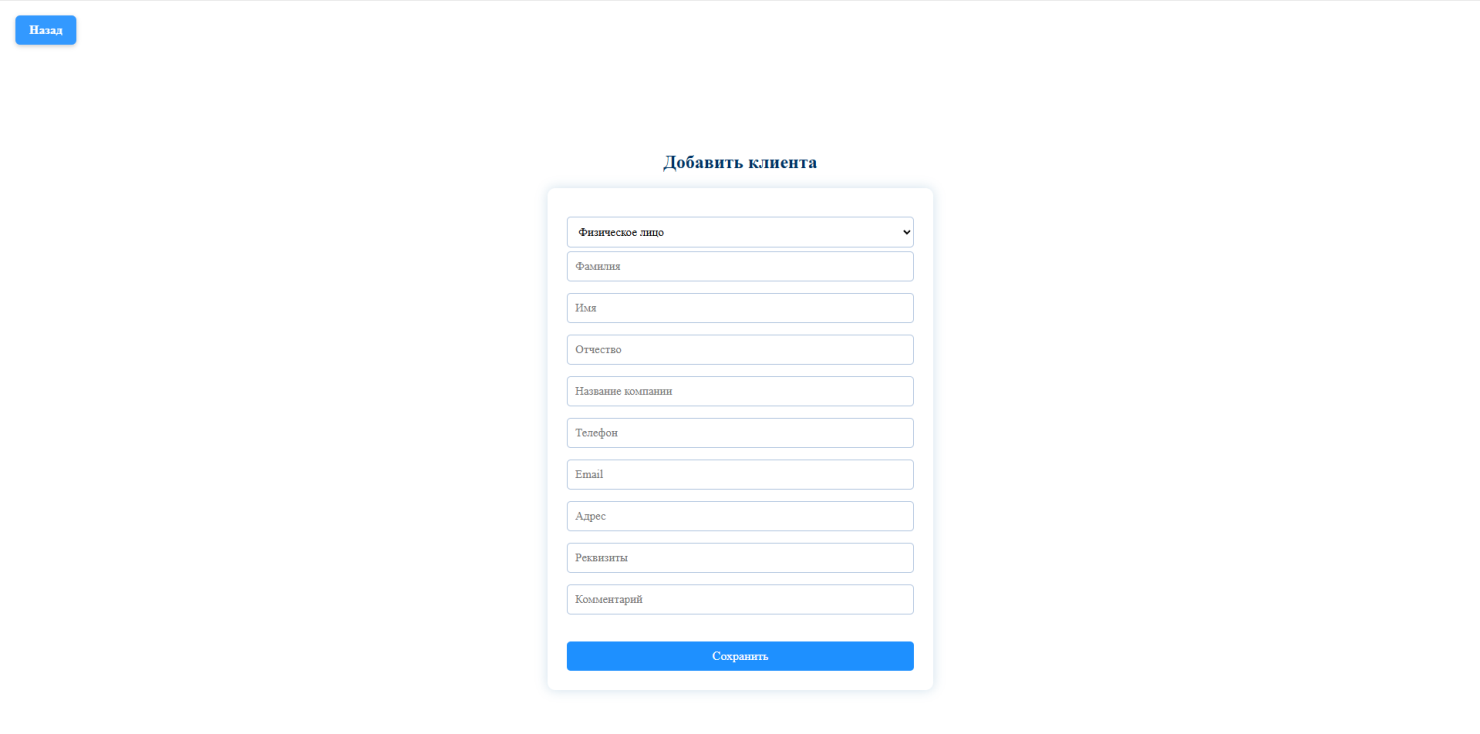 Назад
Добавить клиента
Физическое лицо
Фамилия
Имя
Отчество
Название компании
Телефон
Email
Адрес
Реквизиты
Комментарий
Сохранить